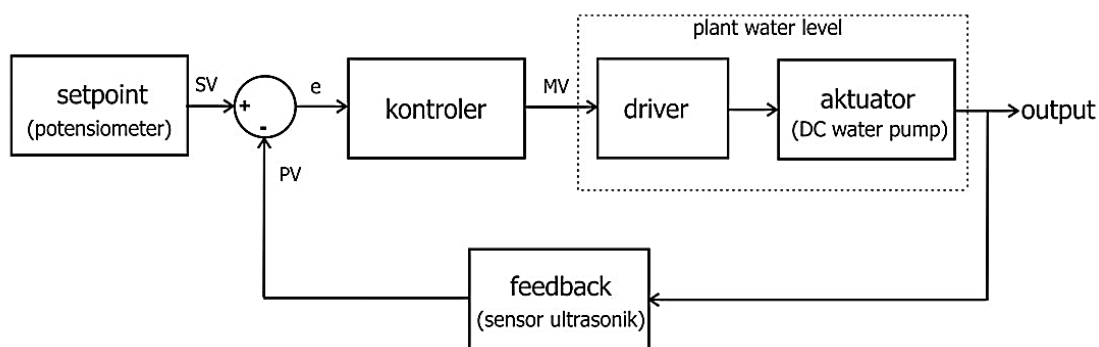 plant water level
setpoint
(potensiometer)
SV
+
-
e
kontroler
MV
driver
aktuator
(DC water pump)
output
PV
feedback
(sensor ultrasonik)